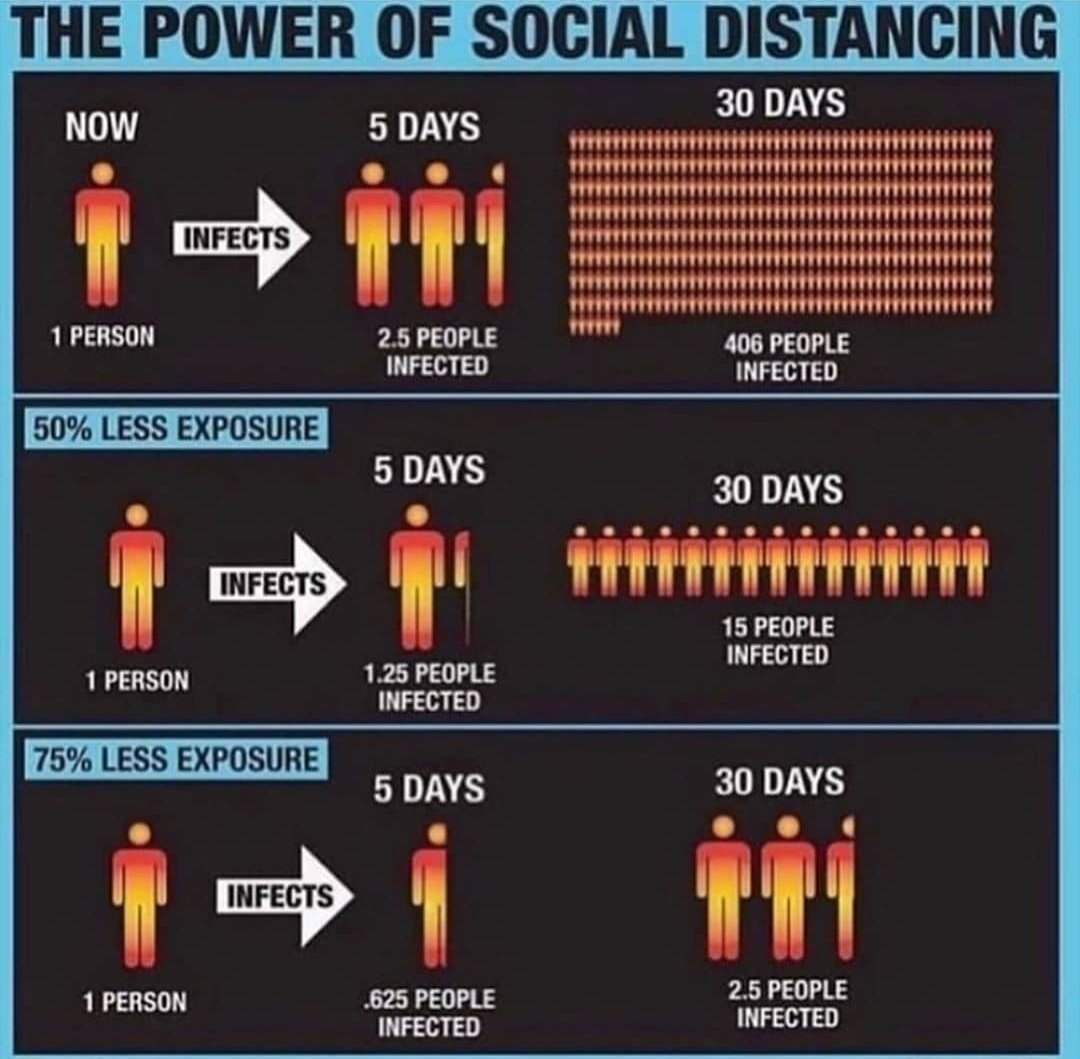 THE POWER OF SOCIAL DISTANCING
NOW
5 DAYS
30 DAYS
INFECTS
1 PERSON
2.5 PEOPLE
INFECTED
406 PEOPLE
INFECTED
50% LESS EXPOSURE
5 DAYS
30 DAYS
INFECTS
1 PERSON
1.25 PEOPLE
INFECTED
15 PEOPLE
INFECTED
75% LESS EXPOSURE
5 DAYS
30 DAYS
INFECTS
1 PERSON
.625 PEOPLE
INFECTED
2.5 PEOPLE
INFECTED